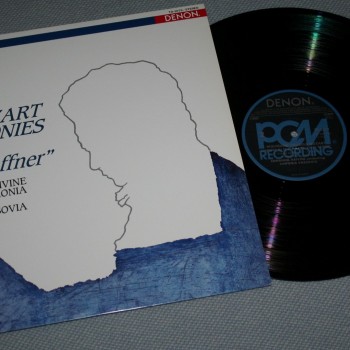 DENON
ZART
ONIES
ffner"
IVINE
ONIA
OVIA
DENON
PCM
RECORDING